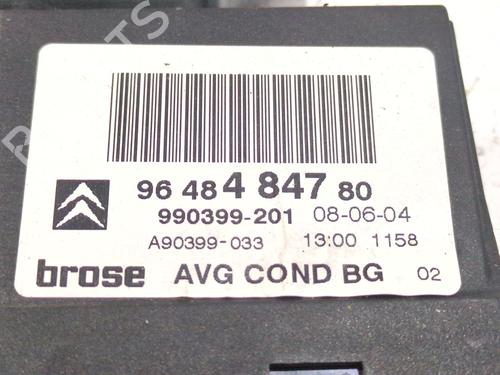 96 48 4 847 80
990399-201 08-06-04
A90399-033 13:00 1158
brose AVG COND BG 02